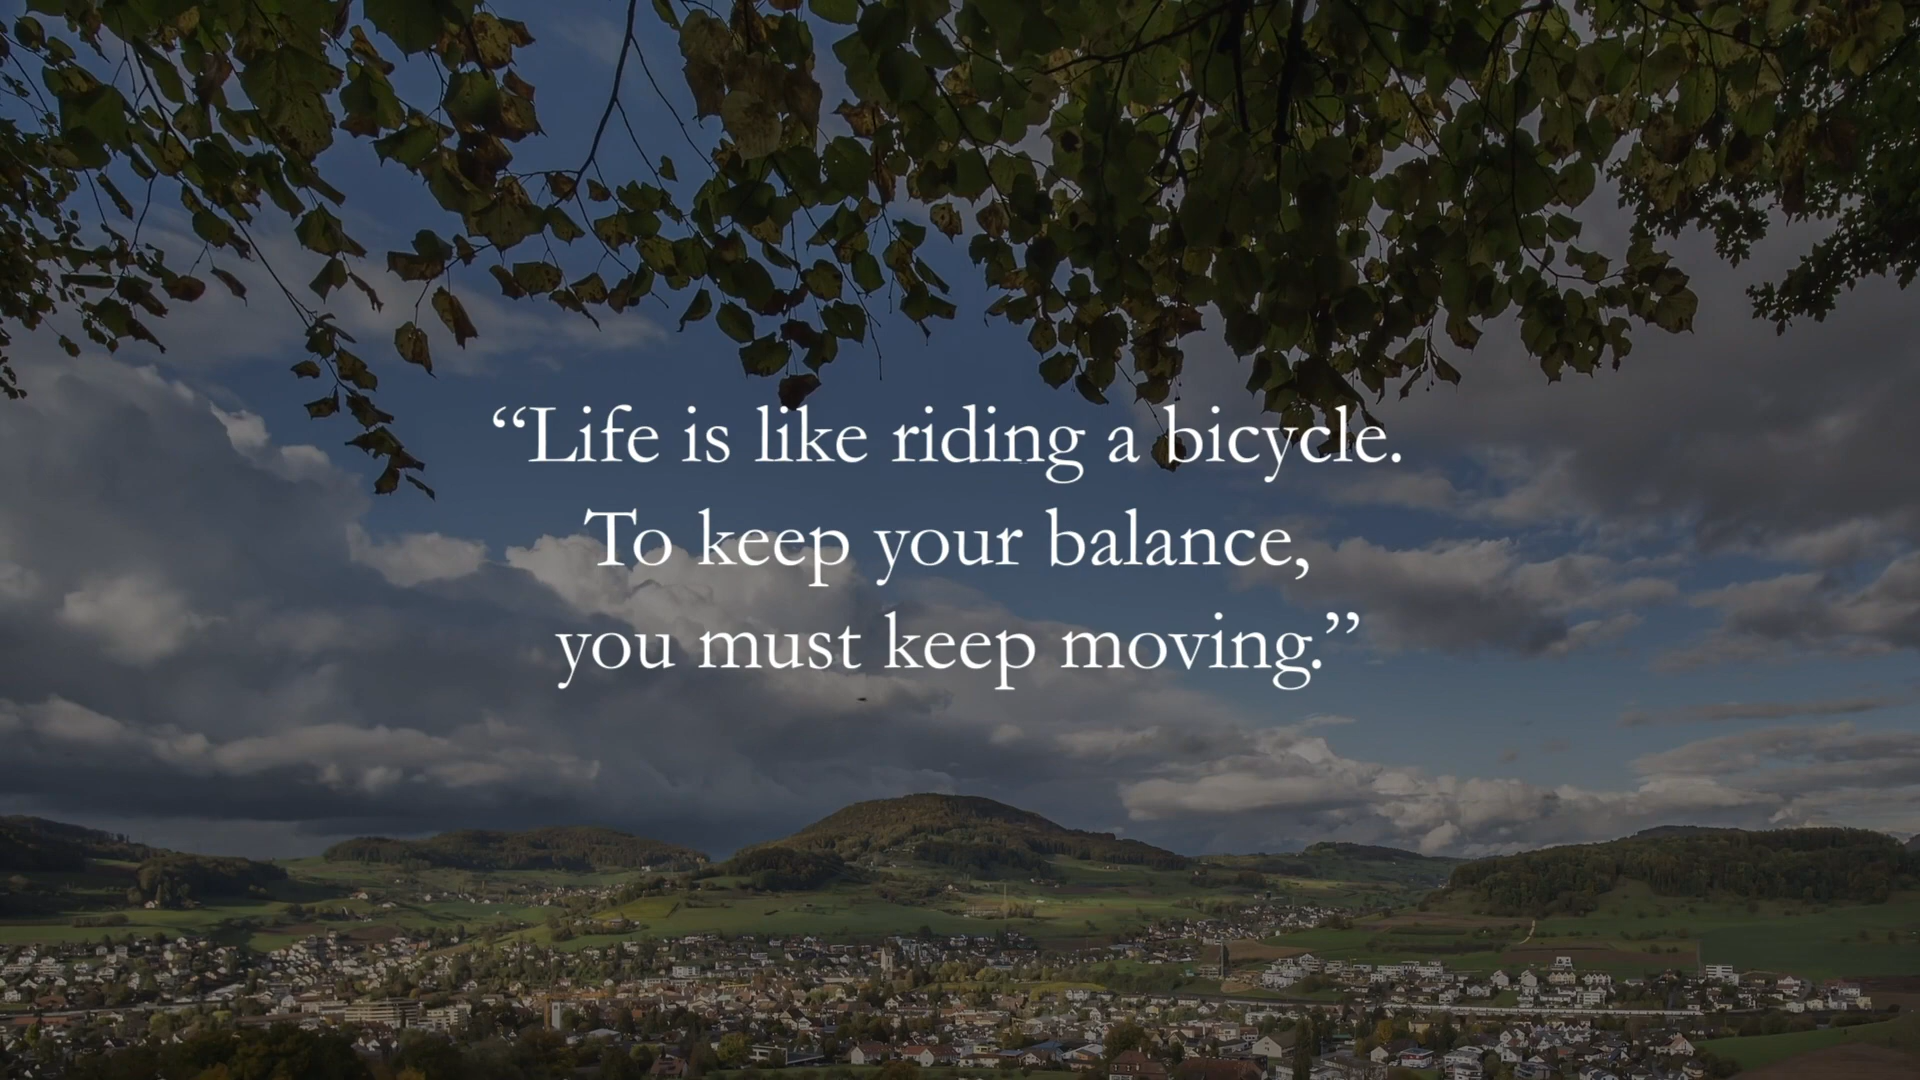 “Life is like riding a bicycle.
To keep your balance,
you must keep moving.”